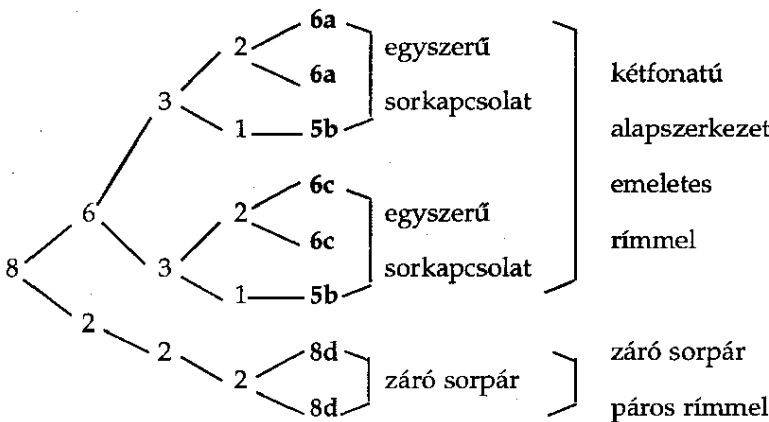 6a
2 egyszerű
6a kétfonatú
3 sorkapcsolat
1 5b alapszerkezet
6c emeletes
6 2 egyszerű
6c rímmel
8 3 sorkapcsolat
1 5b
2
2 8d záró sorpár
2 záró sorpár
8d páros rímmel